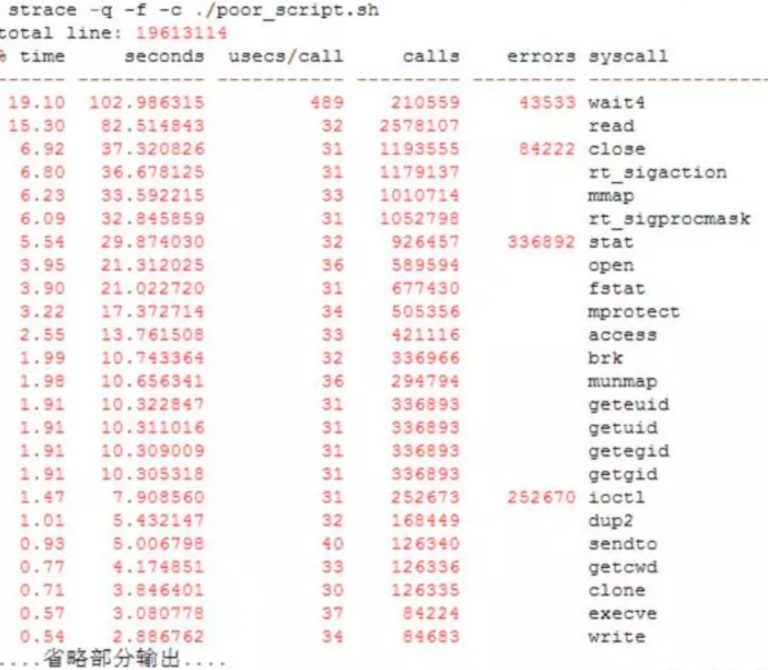 strace -q -f -c ./poor_script.sh
total line: 19613114
% time seconds usecs/call calls errors syscall
------ ----------- ----------- --------- --------- ----------------
19.10 102.986315 489 210559 43533 wait4
15.30 82.514843 32 2578107 read
6.92 37.320826 31 1193555 84222 close
6.80 36.678125 31 1179137 rt_sigaction
6.23 33.592215 33 1010714 mmap
6.09 32.845859 31 1052798 rt_sigprocmask
5.54 29.874030 32 926457 336892 stat
3.95 21.312025 36 589594 open
3.90 21.022720 31 677430 fstat
3.22 17.372714 34 505356 mprotect
2.55 13.761508 33 421116 access
1.99 10.743364 32 336966 brk
1.98 10.656341 36 294794 munmap
1.91 10.322847 31 336893 geteuid
1.91 10.311016 31 336893 getuid
1.91 10.309009 31 336893 getegid
1.91 10.305318 31 336893 getgid
1.47 7.908560 31 252673 252670 ioctl
1.01 5.432147 32 168449 dup2
0.93 5.006798 40 126340 sendto
0.77 4.174851 33 126336 getcwd
0.71 3.846401 30 126335 clone
0.57 3.080778 37 84224 execve
0.54 2.886762 34 84683 write
....省略部分输出....